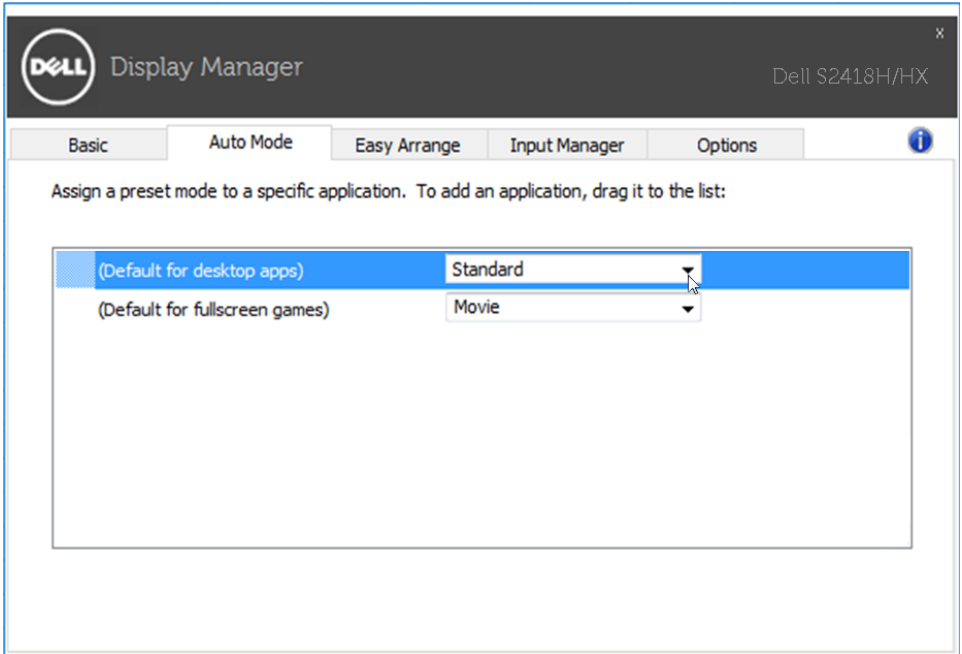 x
DELL Display Manager
Dell S2418H/HX
Basic Auto Mode Easy Arrange Input Manager Options i
Assign a preset mode to a specific application. To add an application, drag it to the list:
(Default for desktop apps) Standard
(Default for fullscreen games) Movie